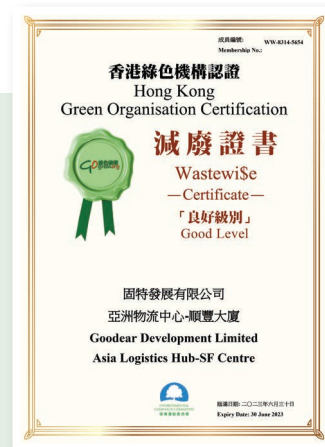 成員編號: WW-0314-5654
Membership No.:
香港綠色機構認證
Hong Kong
Green Organisation Certification
減廢證書
Wastewi$e
—Certificate—
「良好級別」
Good Level
固特發展有限公司
亞洲物流中心-順豐大廈
Goodear Development Limited
Asia Logistics Hub-SF Centre
屆滿日期: 二〇二三年六月三十日
Expiry Date: 30 June 2023